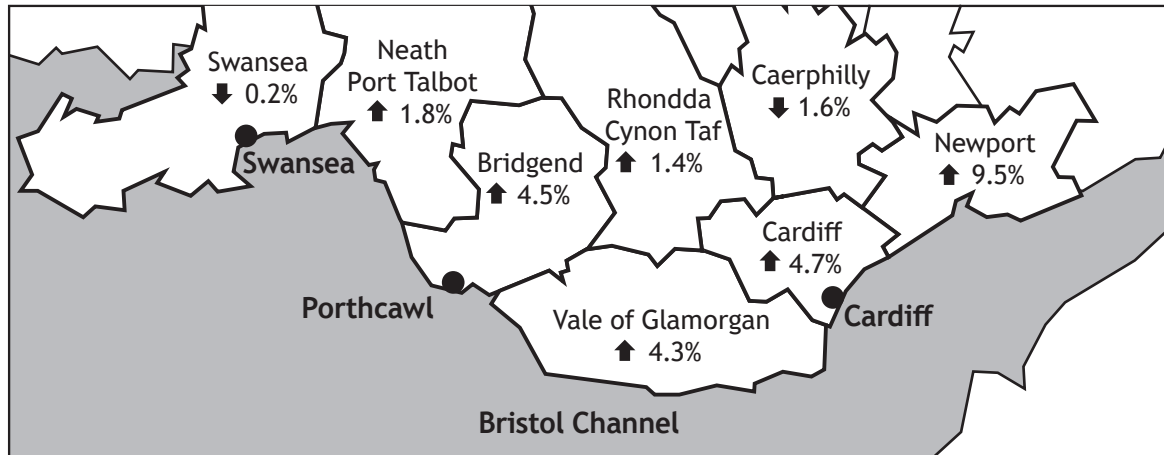 Swansea
0.2%
Neath
Port Talbot
1.8%
Bridgend
4.5%
Rhondda
Cynon Taf
1.4%
Caerphilly
1.6%
Newport
9.5%
Cardiff
4.7%
Vale of Glamorgan
4.3%
Swansea
Porthcawl
Cardiff
Bristol Channel